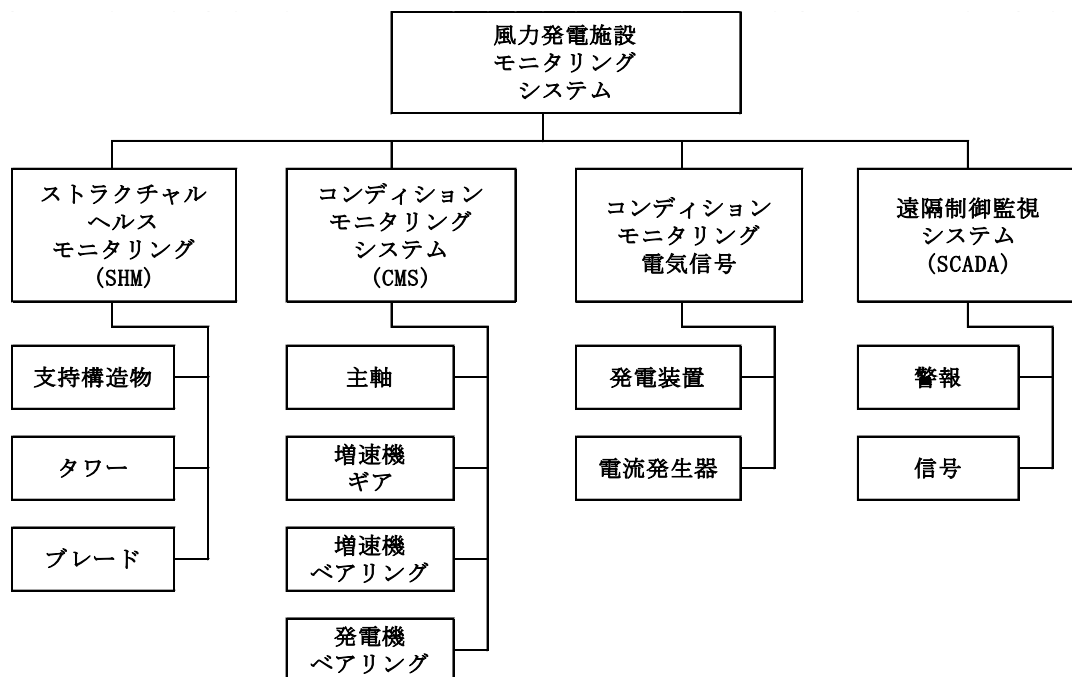 風力発電施設
モニタリング
システム
ストラクチャル
ヘルス
モニタリング
(SHM)
コンディション
モニタリング
システム
(CMS)
コンディション
モニタリング
電気信号
遠隔制御監視
システム
(SCADA)
支持構造物
タワー
ブレード
主軸
増速機
ギア
増速機
ベアリング
発電機
ベアリング
発電装置
電流発生器
警報
信号